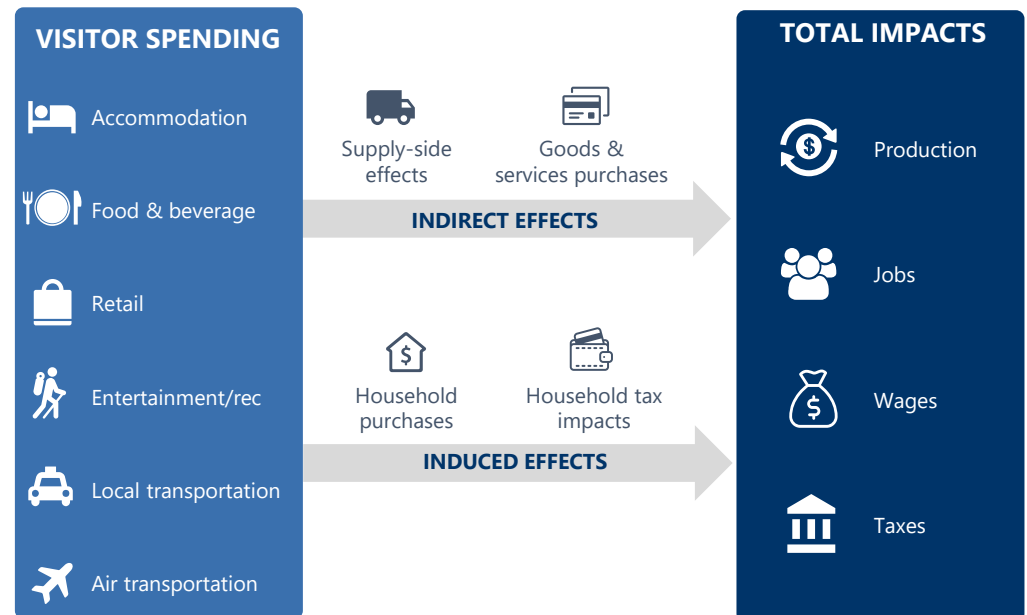 VISITOR SPENDING
Accommodation
Food & beverage
Retail
Entertainment/rec
Local transportation
Air transportation
Supply-side
effects
Goods &
services purchases
INDIRECT EFFECTS
Household
purchases
Household tax
impacts
INDUCED EFFECTS
TOTAL IMPACTS
$
Production
Jobs
$
Wages
Taxes
$